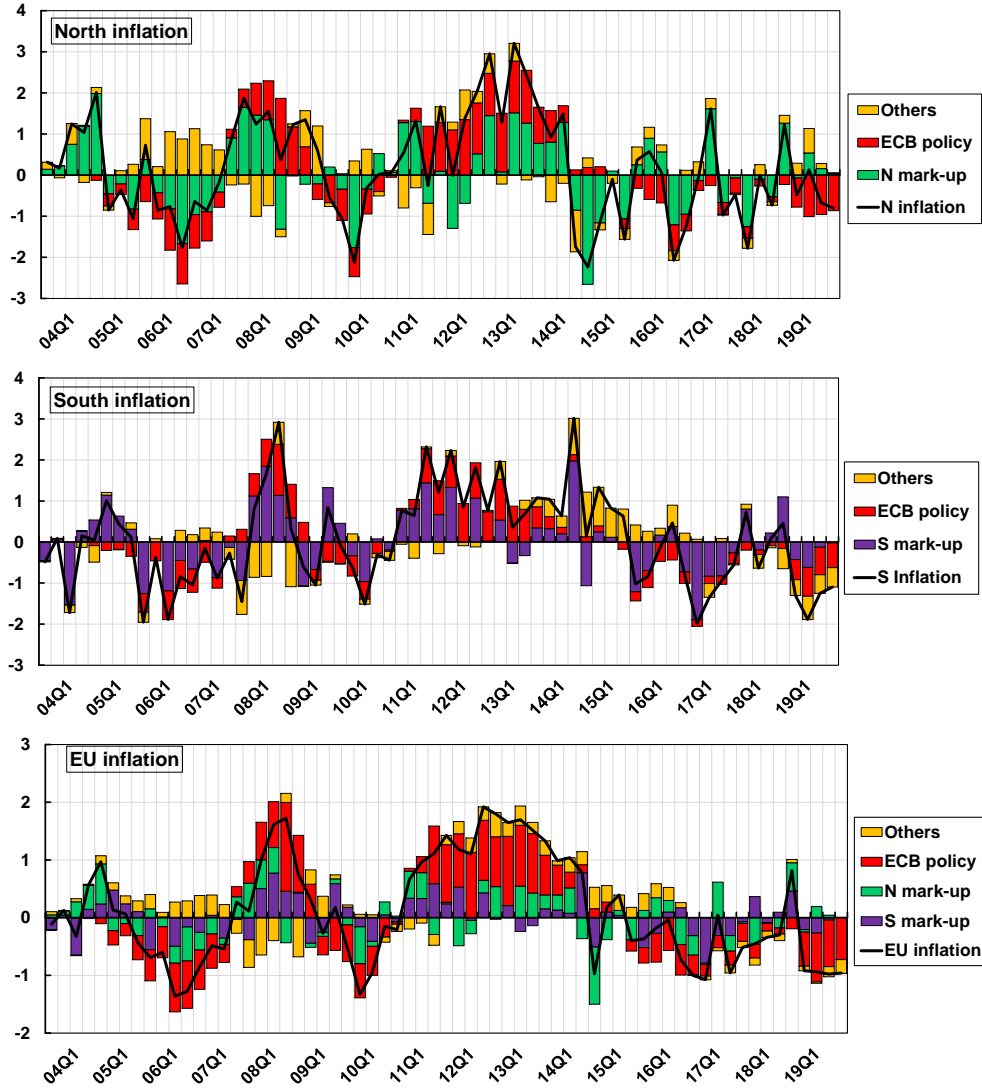 North inflation
4
3
2
1
0
-1
-2
-3
04Q1 05Q1 06Q1 07Q1 08Q1 09Q1 10Q1 11Q1 12Q1 13Q1 14Q1 15Q1 16Q1 17Q1 18Q1 19Q1
Others
ECB policy
N mark-up
N inflation
South inflation
4
3
2
1
0
-1
-2
-3
04Q1 05Q1 06Q1 07Q1 08Q1 09Q1 10Q1 11Q1 12Q1 13Q1 14Q1 15Q1 16Q1 17Q1 18Q1 19Q1
Others
ECB policy
S mark-up
S Inflation
EU inflation
3
2
1
0
-1
-2
04Q1 05Q1 06Q1 07Q1 08Q1 09Q1 10Q1 11Q1 12Q1 13Q1 14Q1 15Q1 16Q1 17Q1 18Q1 19Q1
Others
ECB policy
N mark-up
S mark-up
EU inflation